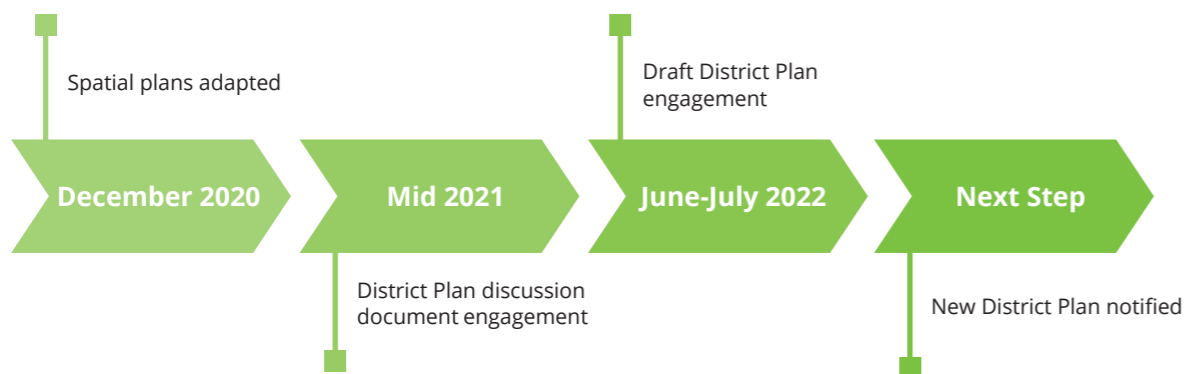 Spatial plans adapted
Draft District Plan
engagement
December 2020
Mid 2021
June-July 2022
Next Step
District Plan discussion
document engagement
New District Plan notified